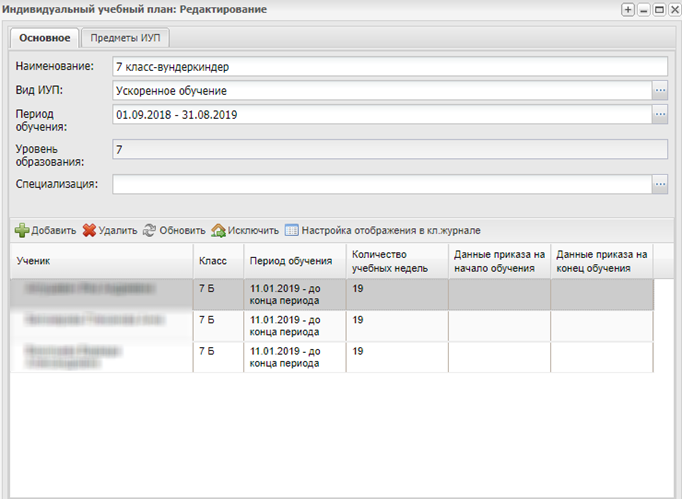 Индивидуальный учебный план: Редактирование
Основное Предметы ИУП
Наименование: 7 класс-вундеркиндер
Вид ИУП: Ускоренное обучение
Период обучения: 01.09.2018 - 31.08.2019
Уровень образования: 7
Специализация:
Добавить Удалить Обновить Исключить Настройка отображения в кл.журнале
Ученик Класс Период обучения Количество учебных недель Данные приказа на начало обучения Данные приказа на конец обучения
7 Б 11.01.2019 - до конца периода 19
7 Б 11.01.2019 - до конца периода 19
7 Б 11.01.2019 - до конца периода 19